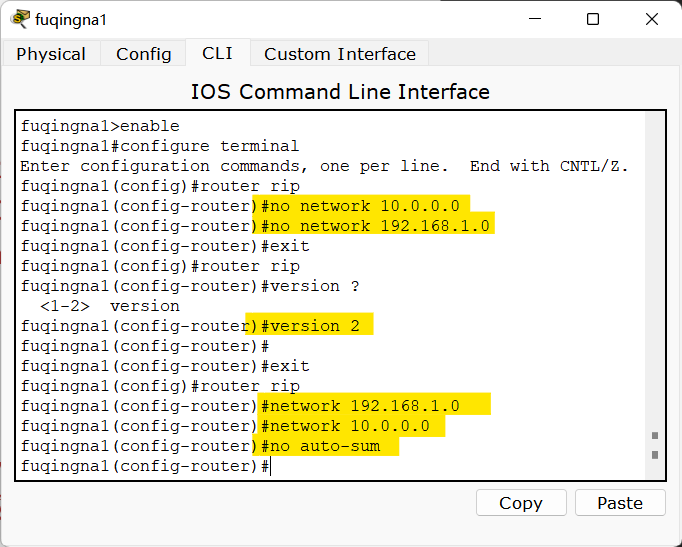 fuqingna1
Physical Config CLI Custom Interface
IOS Command Line Interface
fuqingna1>enable
fuqingna1#configure terminal
Enter configuration commands, one per line.  End with CNTL/Z.
fuqingna1(config)#router rip
fuqingna1(config-router)#no network 10.0.0.0
fuqingna1(config-router)#no network 192.168.1.0
fuqingna1(config-router)#exit
fuqingna1(config)#router rip
fuqingna1(config-router)#version ?
  <1-2>  version
fuqingna1(config-router)#version 2
fuqingna1(config-router)#
fuqingna1(config-router)#exit
fuqingna1(config)#router rip
fuqingna1(config-router)#network 192.168.1.0
fuqingna1(config-router)#network 10.0.0.0
fuqingna1(config-router)#no auto-sum
fuqingna1(config-router)#
Copy Paste